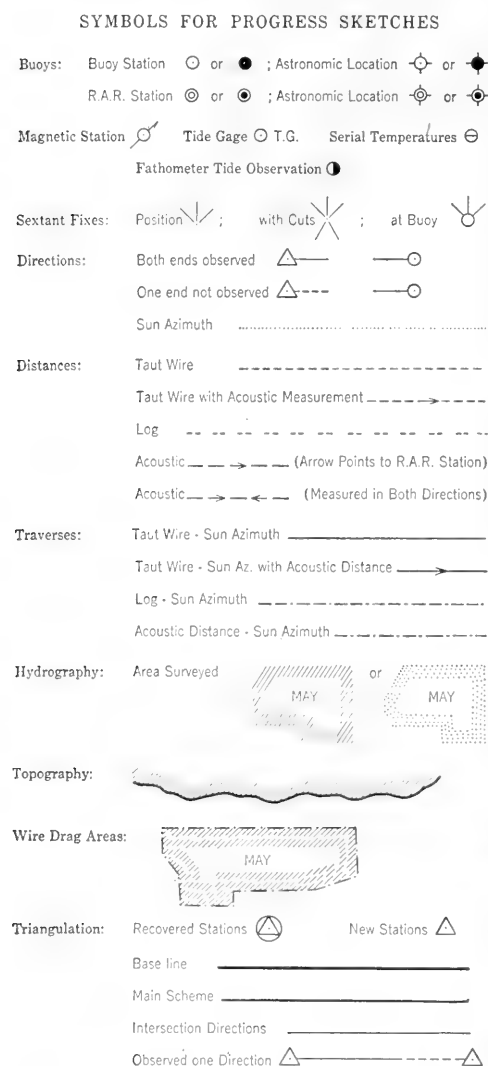 SYMBOLS FOR PROGRESS SKETCHES
Buoys: Buoy Station or ; Astronomic Location or
R.A.R. Station or ; Astronomic Location or
Magnetic Station Tide Gage T.G. Serial Temperatures
Fathometer Tide Observation
Sextant Fixes: Position ; with Cuts ; at Buoy
Directions: Both ends observed
One end not observed
Sun Azimuth
Distances: Taut Wire
Taut Wire with Acoustic Measurement
Log
Acoustic (Arrow Points to R.A.R. Station)
Acoustic (Measured in Both Directions)
Traverses: Taut Wire - Sun Azimuth
Taut Wire - Sun Az. with Acoustic Distance
Log - Sun Azimuth
Acoustic Distance - Sun Azimuth
Hydrography: Area Surveyed MAY or MAY
Topography:
Wire Drag Areas: MAY
Triangulation: Recovered Stations New Stations
Base line
Main Scheme
Intersection Directions
Observed one Direction